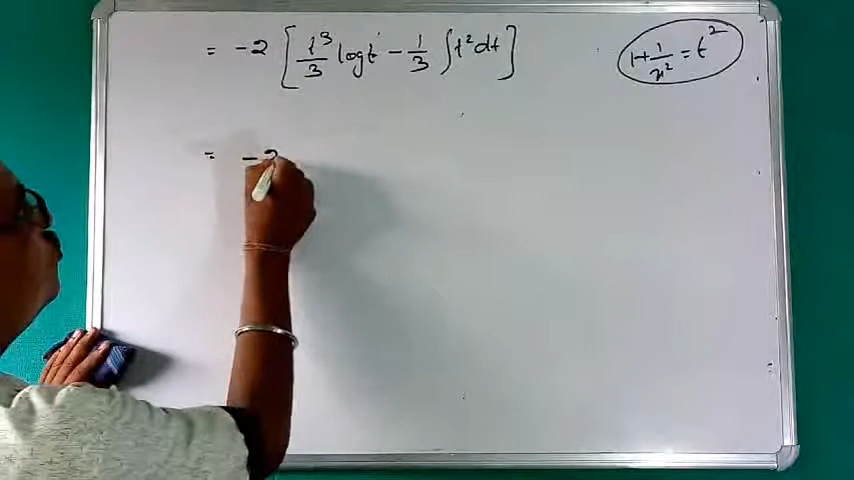 = -2 [ t³/3 log t - 1/3 ∫ t² dt ]
1+1/x² = t²
= -2